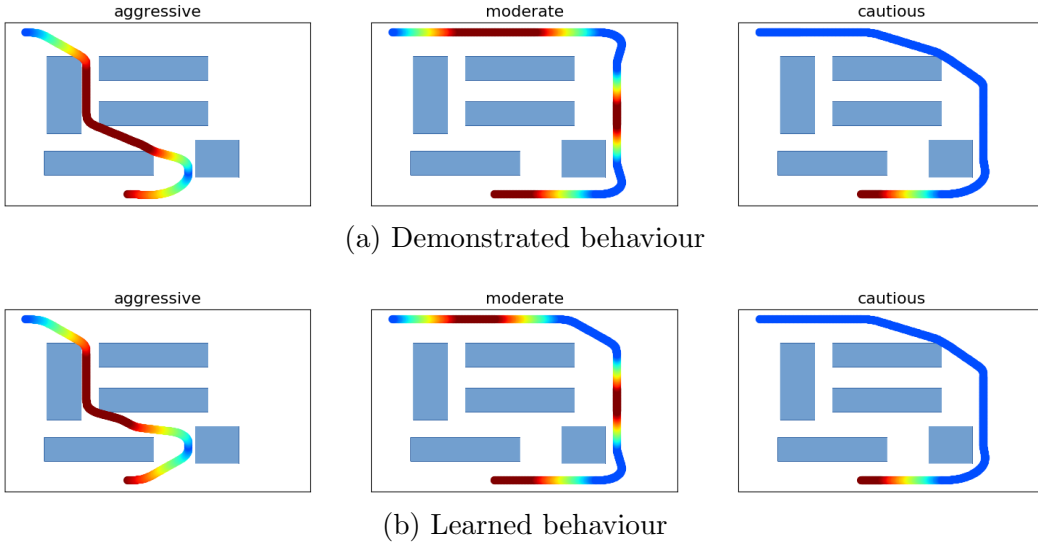 aggressive
moderate
cautious
(a) Demonstrated behaviour
aggressive
moderate
cautious
(b) Learned behaviour